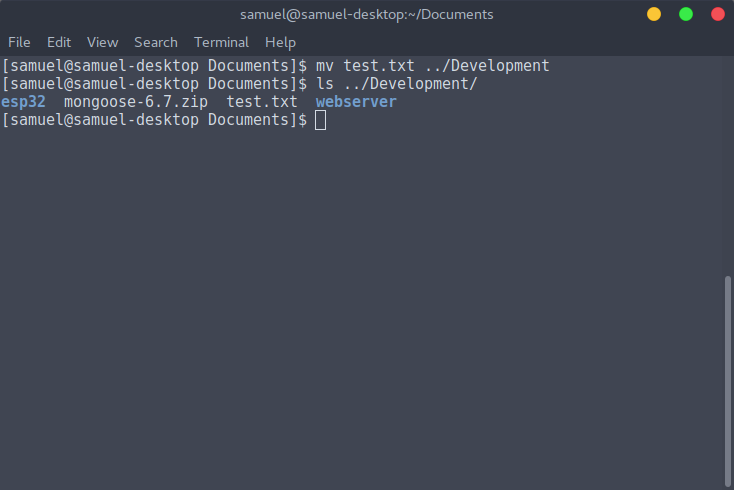 samuel@samuel-desktop:~/Documents
File Edit View Search Terminal Help
[samuel@samuel-desktop Documents]$ mv test.txt ../Development
[samuel@samuel-desktop Documents]$ ls ../Development/
esp32  mongoose-6.7.zip  test.txt  webserver
[samuel@samuel-desktop Documents]$